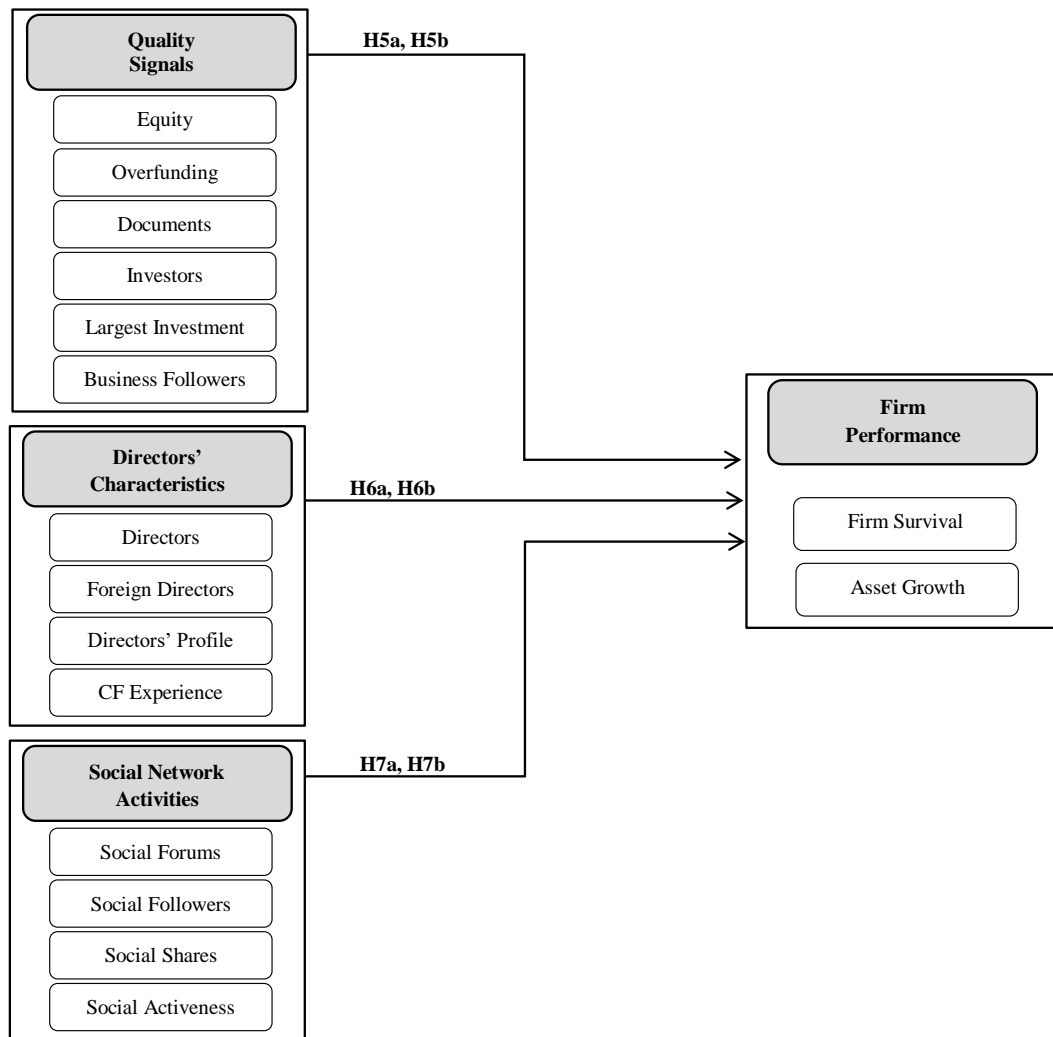 Quality
Signals
H5a, H5b
Equity
Overfunding
Documents
Investors
Largest Investment
Business Followers
Directors’
Characteristics
H6a, H6b
Directors
Foreign Directors
Directors’ Profile
CF Experience
Social Network
Activities
H7a, H7b
Social Forums
Social Followers
Social Shares
Social Activeness
Firm
Performance
Firm Survival
Asset Growth